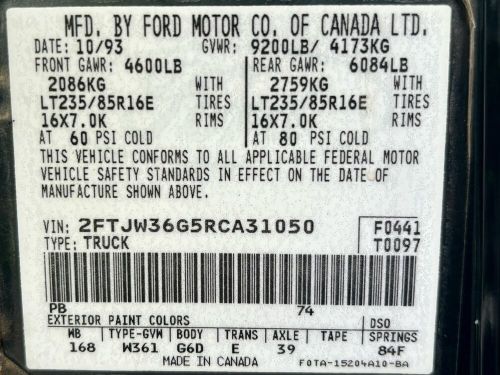 MFD. BY FORD MOTOR CO. OF CANADA LTD.
DATE: 10/93 GVWR: 9200LB/ 4173KG
FRONT GAWR: 4600LB REAR GAWR: 6084LB
2086KG WITH 2759KG WITH
LT235/85R16E TIRES LT235/85R16E TIRES
16X7.0K RIMS 16X7.0K RIMS
AT 60 PSI COLD AT 80 PSI COLD
THIS VEHICLE CONFORMS TO ALL APPLICABLE FEDERAL MOTOR
VEHICLE SAFETY STANDARDS IN EFFECT ON THE DATE OF
MANUFACTURE SHOWN ABOVE.
VIN: 2FTJW36G5RCA31050 F0441
TYPE: TRUCK T0097
PB 74
EXTERIOR PAINT COLORS DSO
WB TYPE-GVM BODY TRANS AXLE TAPE SPRINGS
168 W361 G6D E 39 84F
MADE IN CANADA F0TA-15204A10-BA